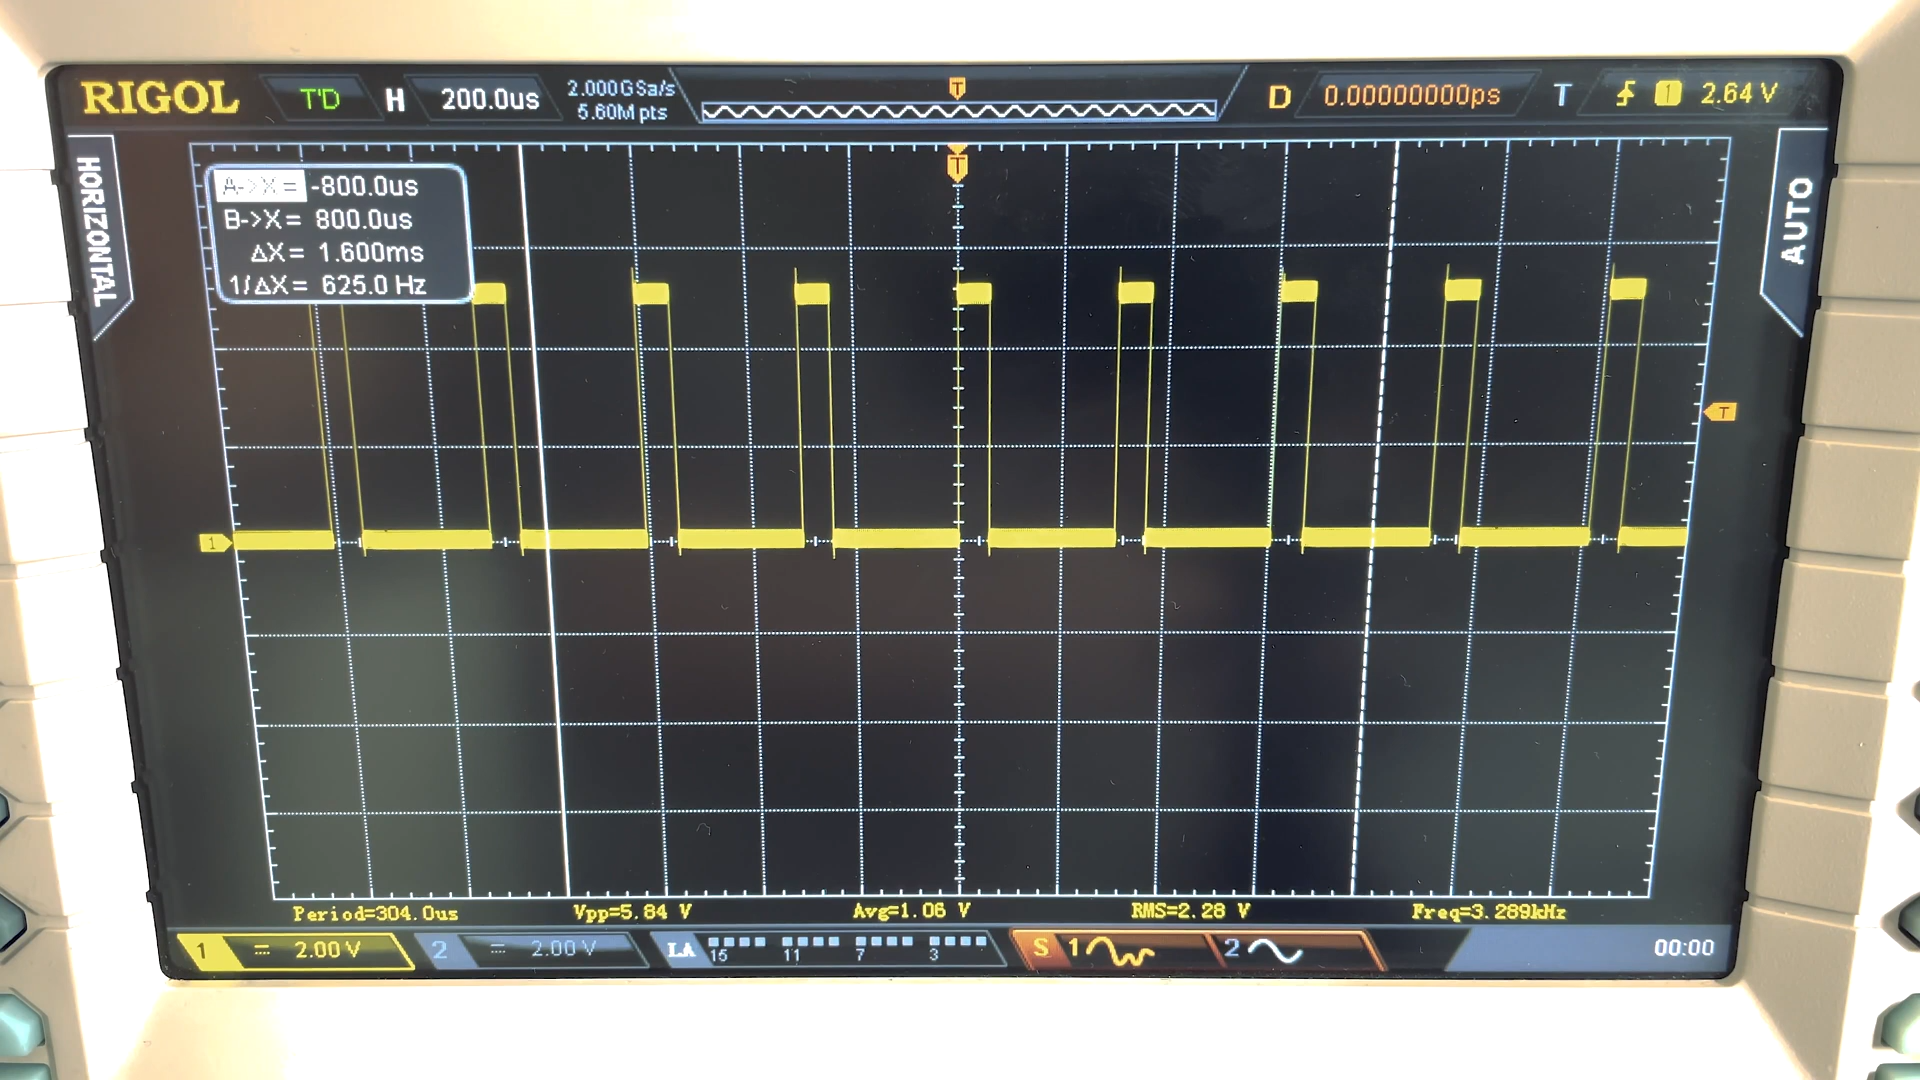 RIGOL T'D H 200.0us 2.000GSa/s D 0.00000000ps T 1 2.64 V
5.60M pts
T
HORIZONTAL
AUTO
T
A->X = -800.0us
B->X = 800.0us
ΔX = 1.600ms
1/ΔX = 625.0 Hz
T
1
Period=304.0us Vpp=5.84 V Avg=1.06 V RMS=2.28 V Freq=3.289kHz
1 = 2.00 V 2 = 2.00 V LA 15 11 7 3 S 1 2 00:00